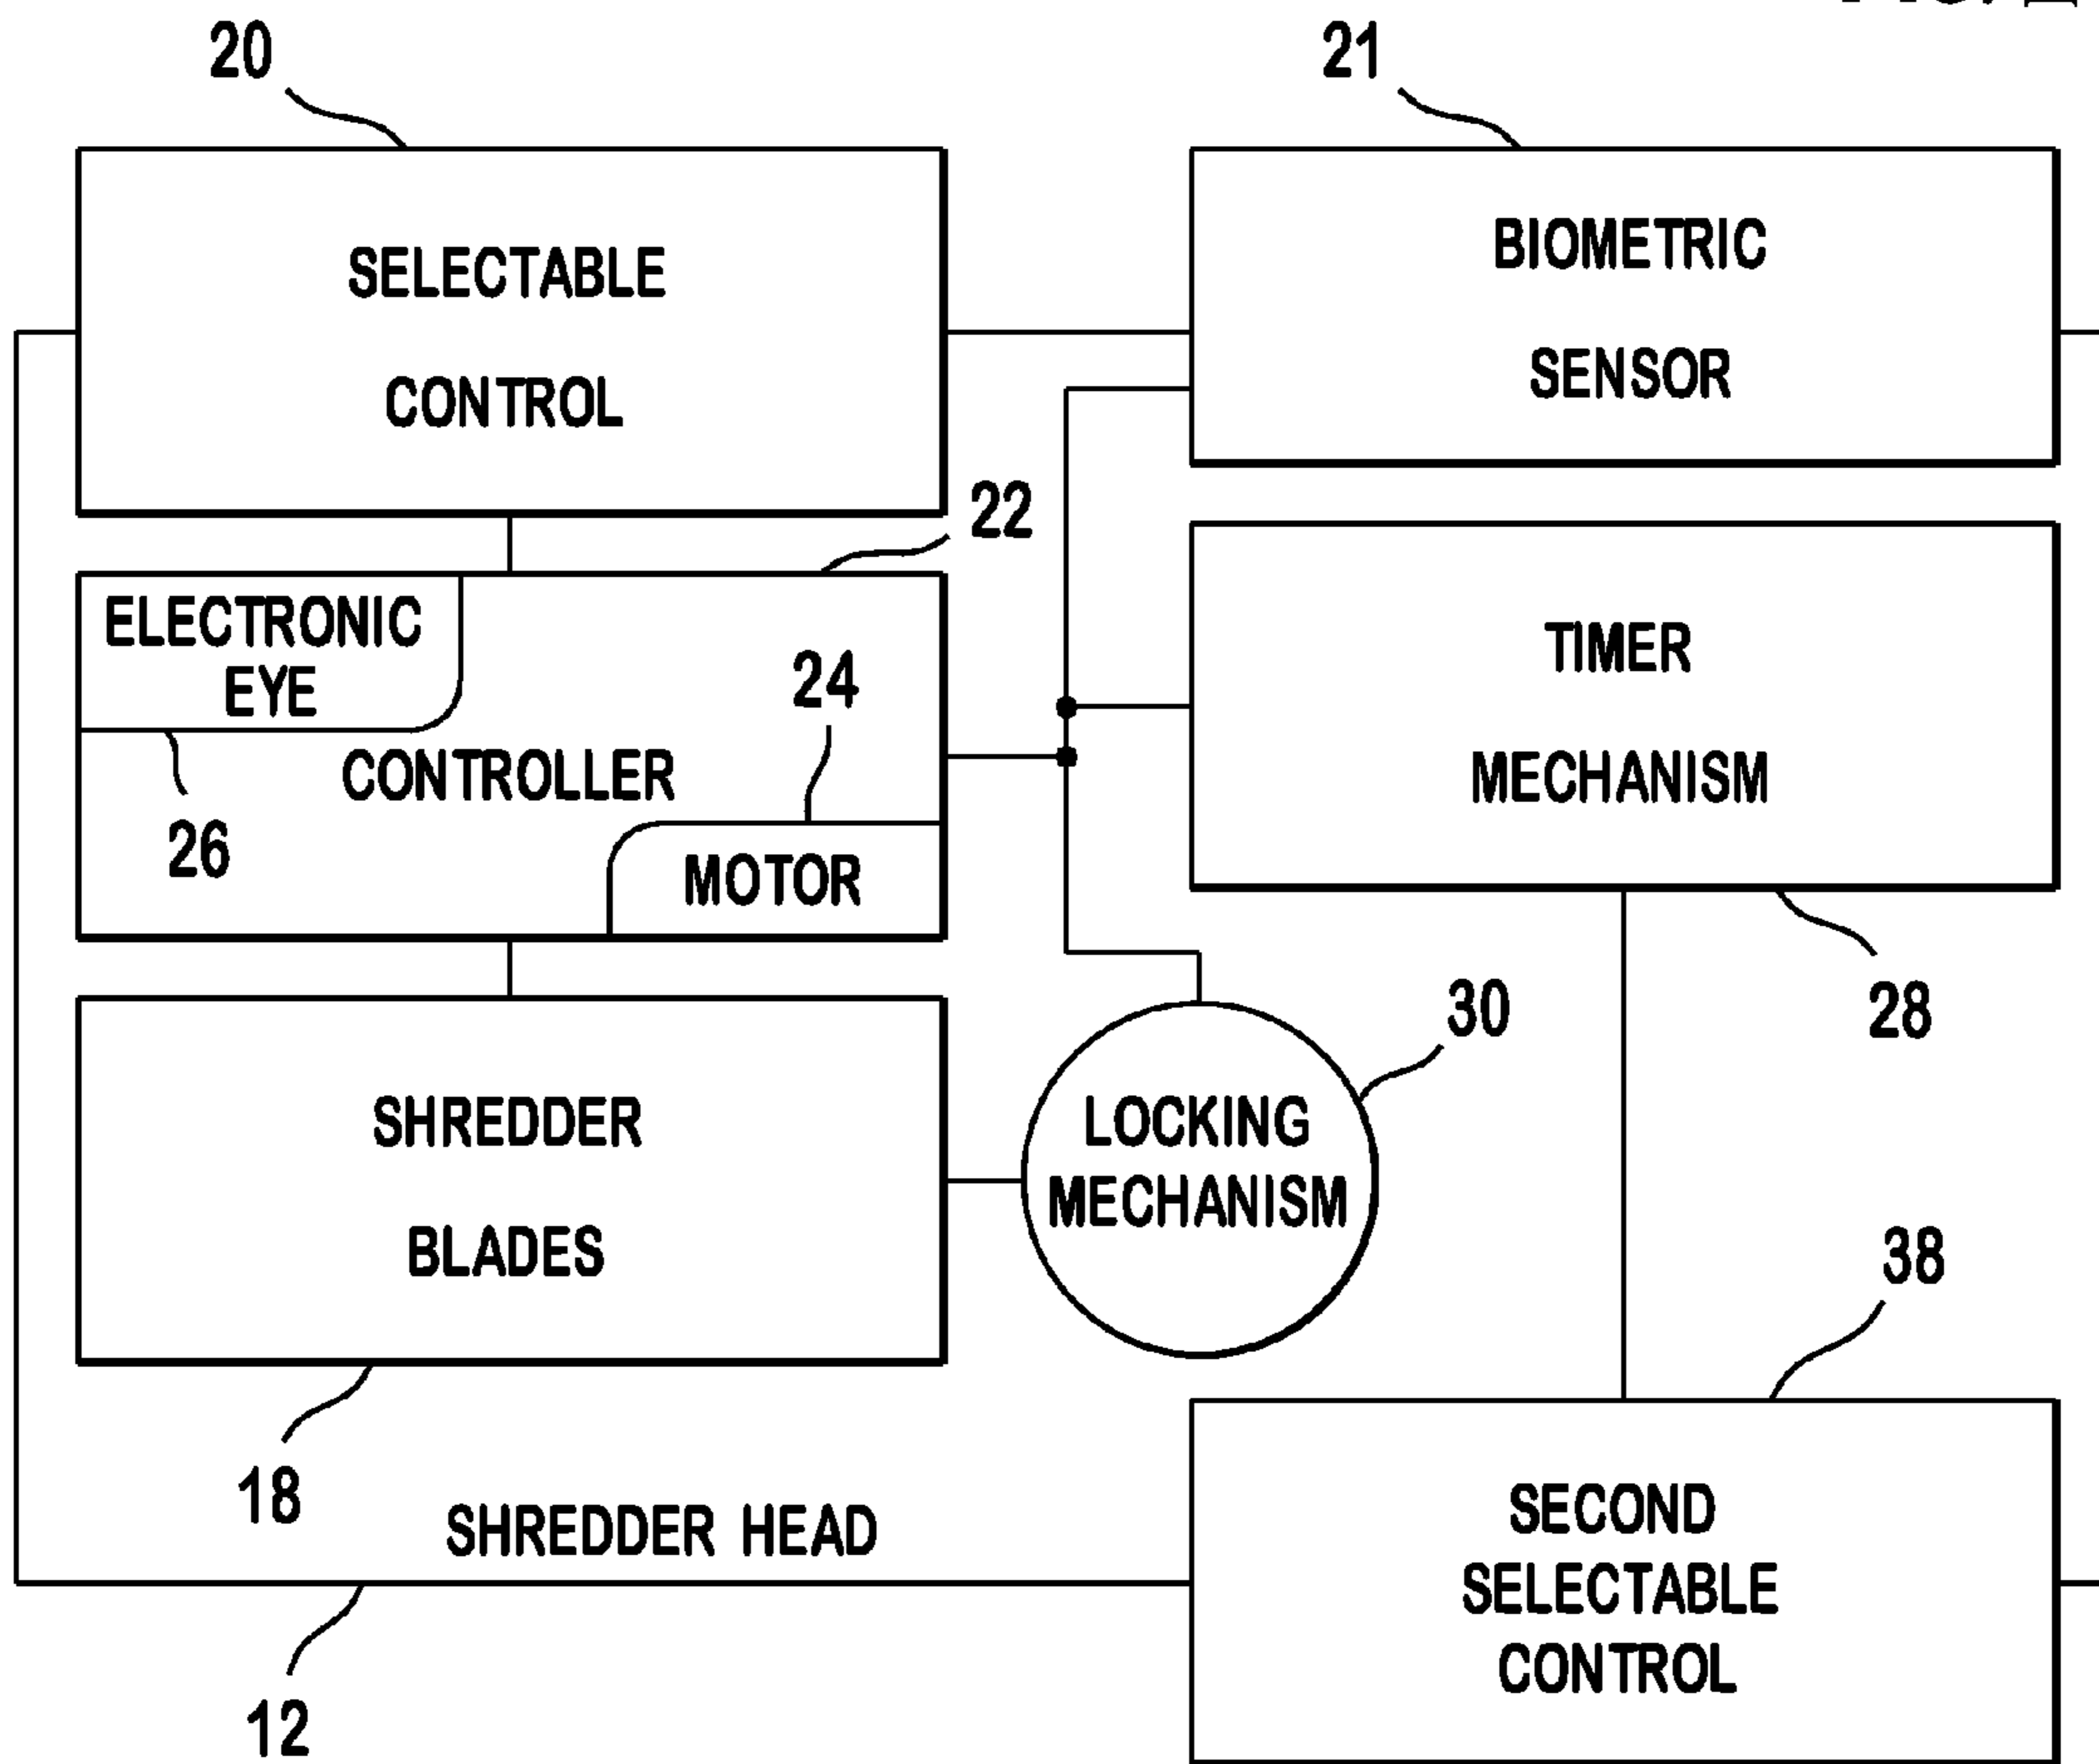 20
21
SELECTABLE
CONTROL
BIOMETRIC
SENSOR
22
ELECTRONIC
EYE
24
CONTROLLER
26
MOTOR
TIMER
MECHANISM
28
SHREDDER
BLADES
30
LOCKING
MECHANISM
38
18
SHREDDER HEAD
12
SECOND
SELECTABLE
CONTROL